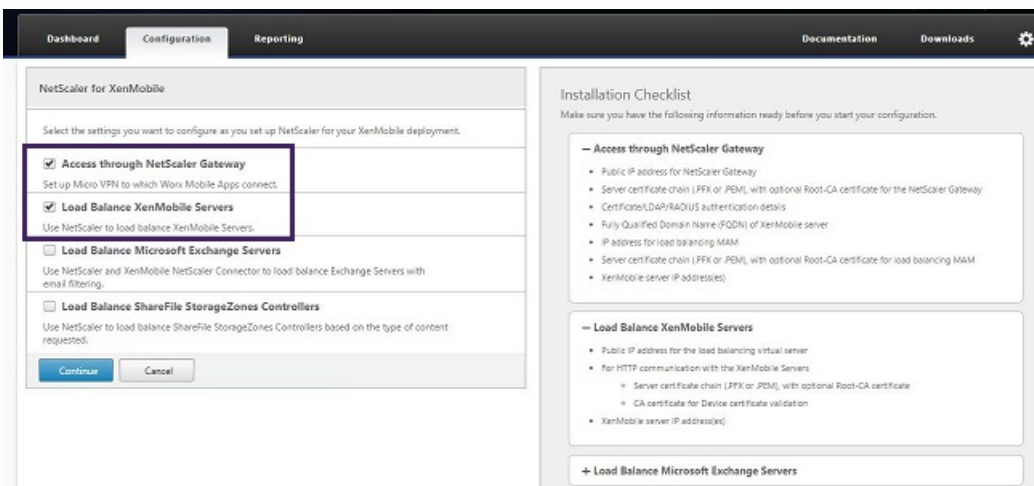 Dashboard
Configuration
Reporting
Documentation
Downloads
NetScaler for XenMobile
Select the settings you want to configure as you set up NetScaler for your XenMobile deployment.
Access through NetScaler Gateway
Set up Micro VPN to which Worx Mobile Apps connect.
Load Balance XenMobile Servers
Use NetScaler to load balance XenMobile Servers.
Load Balance Microsoft Exchange Servers
Use NetScaler and XenMobile NetScaler Connector to load balance Exchange Servers with
email filtering.
Load Balance ShareFile StorageZones Controllers
Use NetScaler to load balance ShareFile StorageZones Controllers based on the type of content
requested.
Continue
Cancel
Installation Checklist
Make sure you have the following information ready before you start your configuration.
− Access through NetScaler Gateway
• Public IP address for NetScaler Gateway
• Server certificate chain (.PFX or .PEM), with optional Root-CA certificate for the NetScaler Gateway
• Certificate/LDAP/RADIUS authentication details
• Fully Qualified Domain Name (FQDN) of XenMobile server
• IP address for load balancing MAM
• Server certificate chain (.PFX or .PEM), with optional Root-CA certificate for load balancing MAM
• XenMobile server IP address(es)
− Load Balance XenMobile Servers
• Public IP address for the load balancing virtual server
• For HTTP communication with the XenMobile Servers
Server certificate chain (.PFX or .PEM), with optional Root-CA certificate
CA certificate for Device certificate validation
• XenMobile server IP address(es)
+ Load Balance Microsoft Exchange Servers